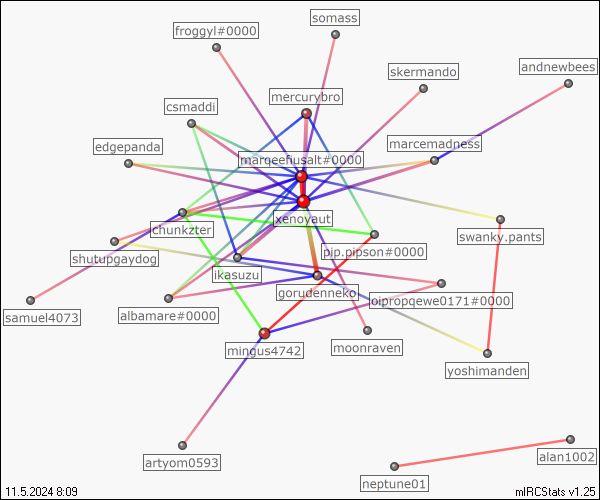 somass
froggyl#0000
andnewbees
skermando
mercurybro
csmaddi
marcemadness
edgepanda
mareefusalt#0000
xenoyaut
chunkzter
swanky.pants
pip.pipson#0000
shutupgaydog
ikasuzu
gorudenneko
oipropqewe0171#0000
samuel4073
albamare#0000
moonraven
mingus4742
yoshimanden
alan1002
artyom0593
neptune01
11.5.2024 8:09
mIRCStats v1.25